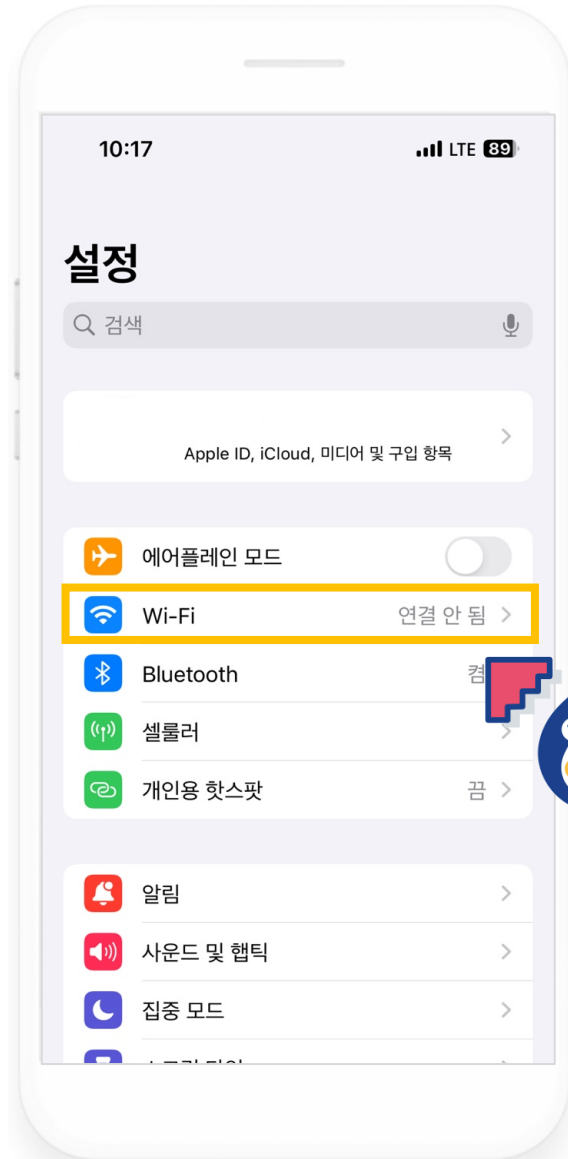 10:17 LTE 89
설정
검색
Apple ID, iCloud, 미디어 및 구입 항목
에어플레인 모드
Wi-Fi 연결 안 됨
Bluetooth 켬
셀룰러
개인용 핫스팟 끔
알림
사운드 및 햅틱
집중 모드